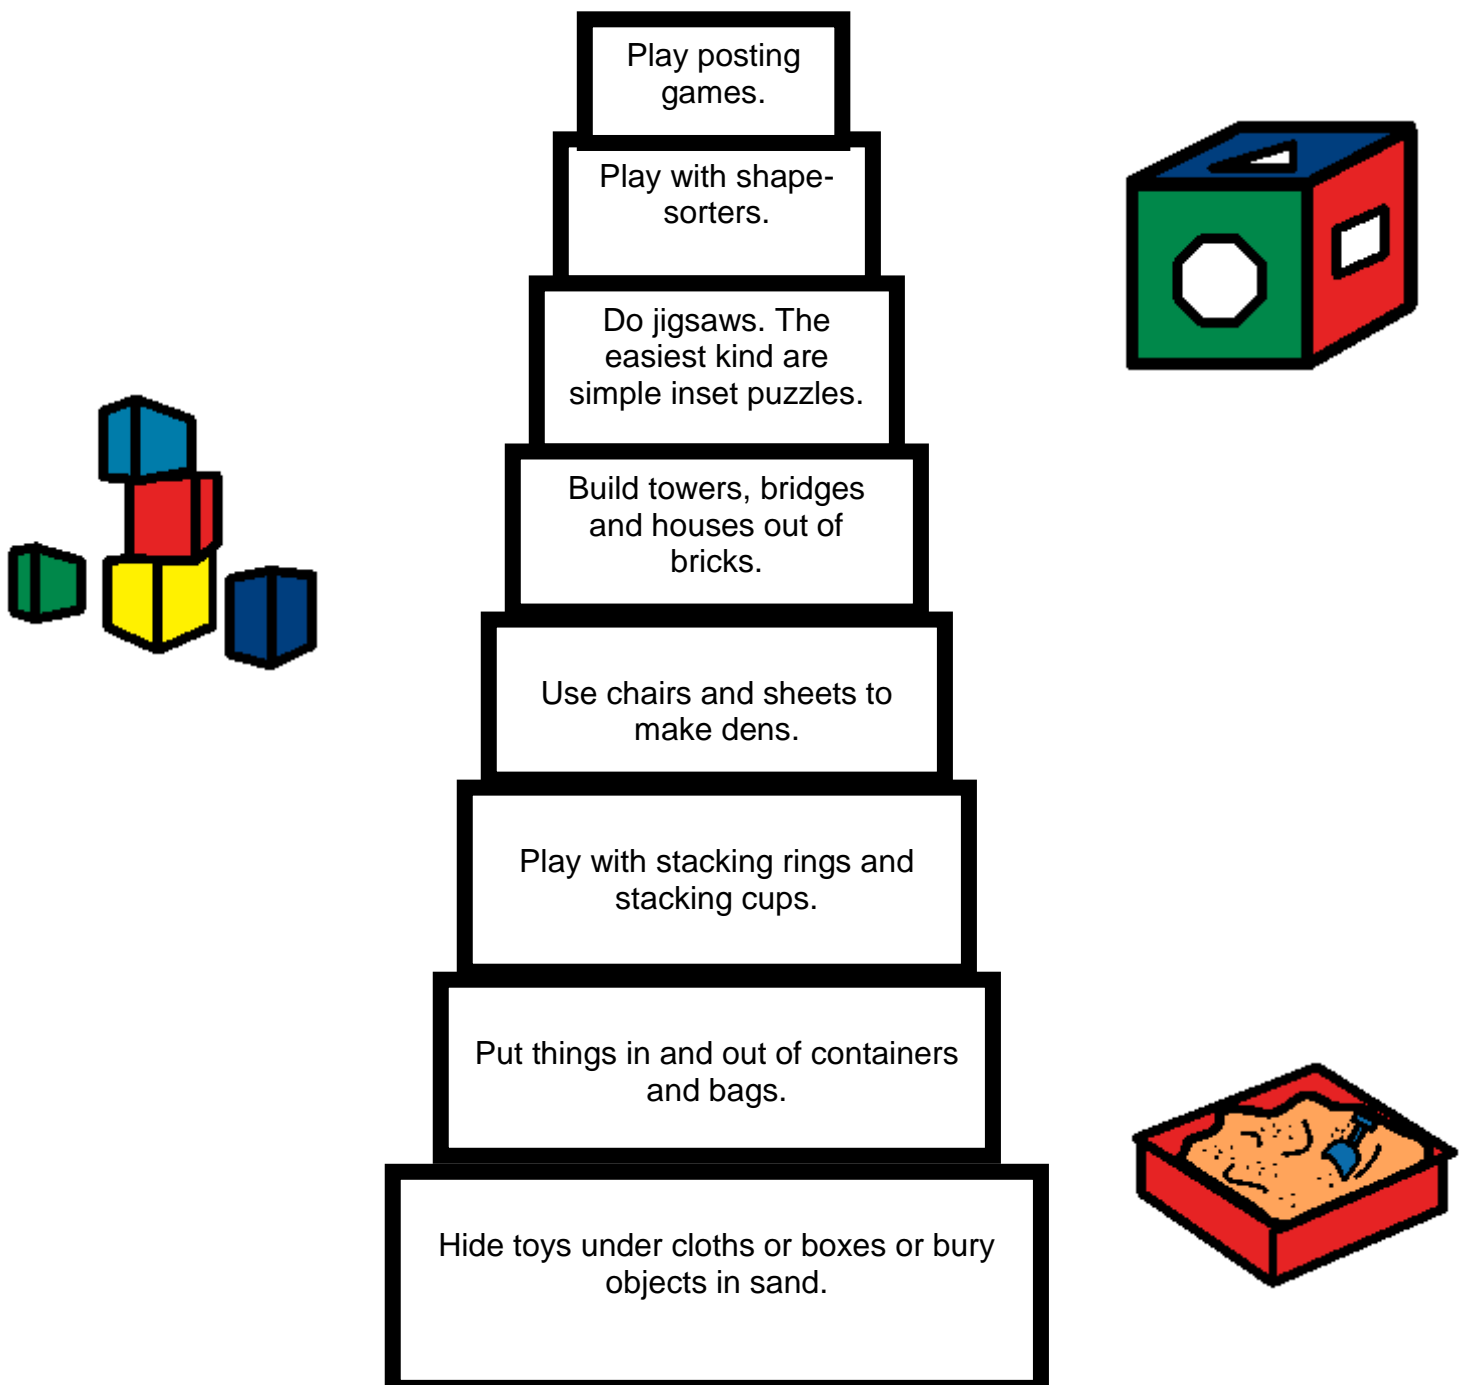 Play posting
games.
Play with shape-
sorters.
Do jigsaws. The
easiest kind are
simple inset puzzles.
Build towers, bridges
and houses out of
bricks.
Use chairs and sheets to
make dens.
Play with stacking rings and
stacking cups.
Put things in and out of containers
and bags.
Hide toys under cloths or boxes or bury
objects in sand.